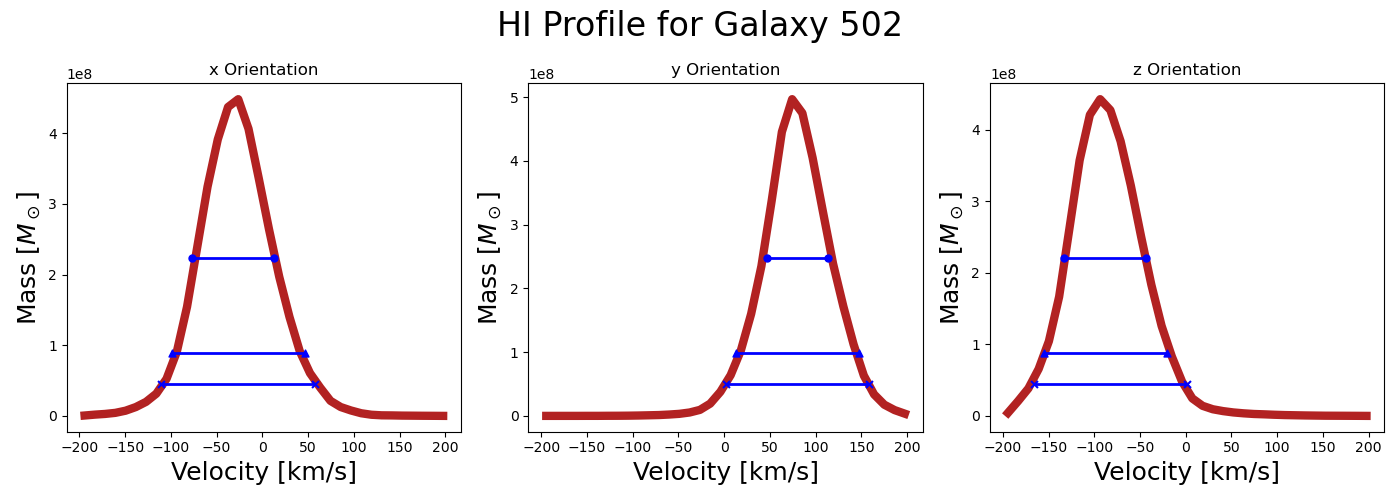 HI Profile for Galaxy 502
x Orientation
1e8
Mass [M⊙]
4
3
2
1
0
−200 −150 −100 −50 0 50 100 150 200
Velocity [km/s]
y Orientation
1e8
Mass [M⊙]
5
4
3
2
1
0
−200 −150 −100 −50 0 50 100 150 200
Velocity [km/s]
z Orientation
1e8
Mass [M⊙]
4
3
2
1
0
−200 −150 −100 −50 0 50 100 150 200
Velocity [km/s]